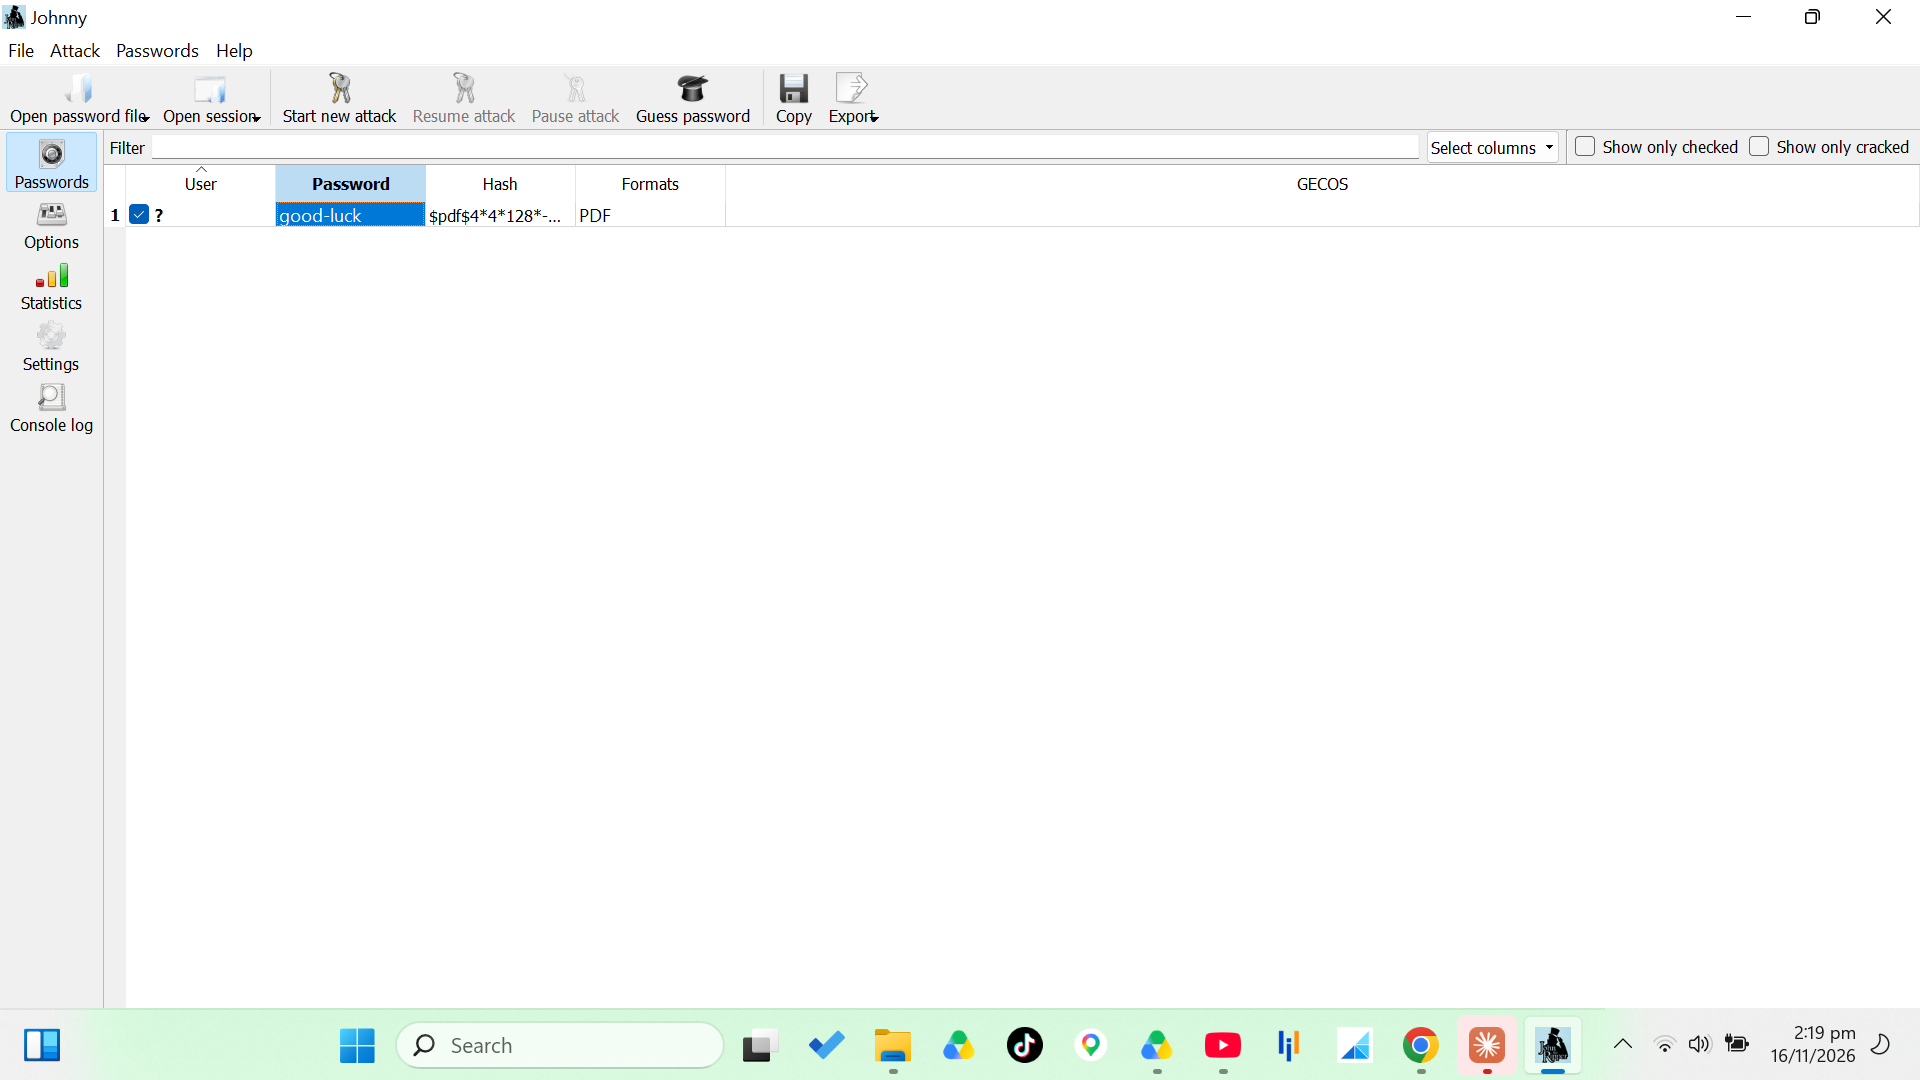 Johnny
File Attack Passwords Help
Open password file Open session Start new attack Resume attack Pause attack Guess password Copy Export
Passwords
Options
Statistics
Settings
Console log
Filter Select columns Show only checked Show only cracked
User Password Hash Formats GECOS
1 ? good-luck $pdf$4*4*128*-... PDF
Search
2:19 pm
16/11/2026